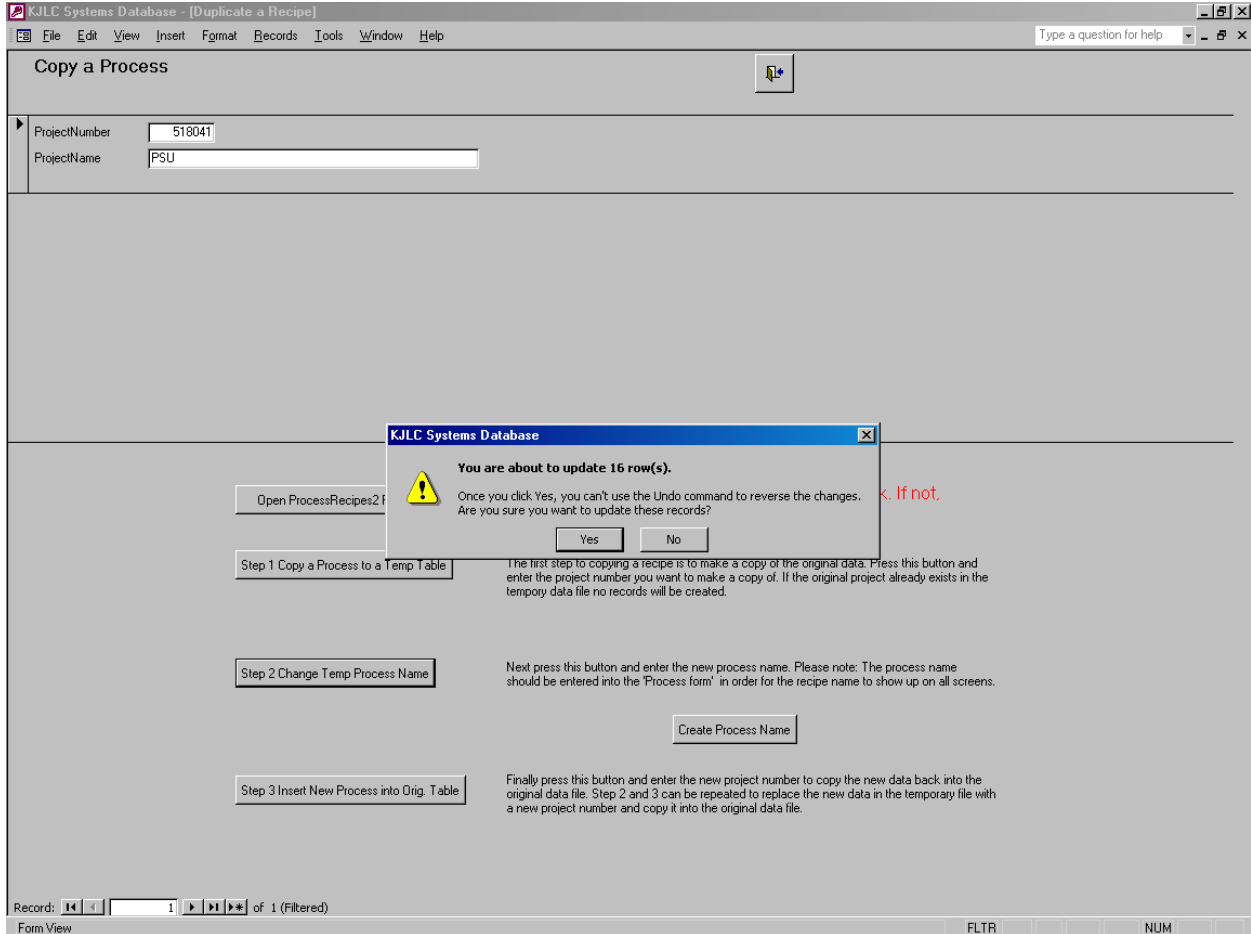 KJLC Systems Database - [Duplicate a Recipe]
File Edit View Insert Format Records Tools Window Help
Type a question for help
Copy a Process
ProjectNumber 518041
ProjectName PSU
KJLC Systems Database
You are about to update 16 row(s).
Once you click Yes, you can't use the Undo command to reverse the changes.
Are you sure you want to update these records?
Yes No
Open ProcessRecipes2
k. If not,
Step 1 Copy a Process to a Temp Table
The first step to copying a recipe is to make a copy of the original data. Press this button and
enter the project number you want to make a copy of. If the original project already exists in the
tempory data file no records will be created.
Step 2 Change Temp Process Name
Next press this button and enter the new process name. Please note: The process name
should be entered into the 'Process form' in order for the recipe name to show up on all screens.
Create Process Name
Step 3 Insert New Process into Orig. Table
Finally press this button and enter the new project number to copy the new data back into the
original data file. Step 2 and 3 can be repeated to replace the new data in the temporary file with
a new project number and copy it into the original data file.
Record: 1 of 1 (Filtered)
Form View FLTR NUM